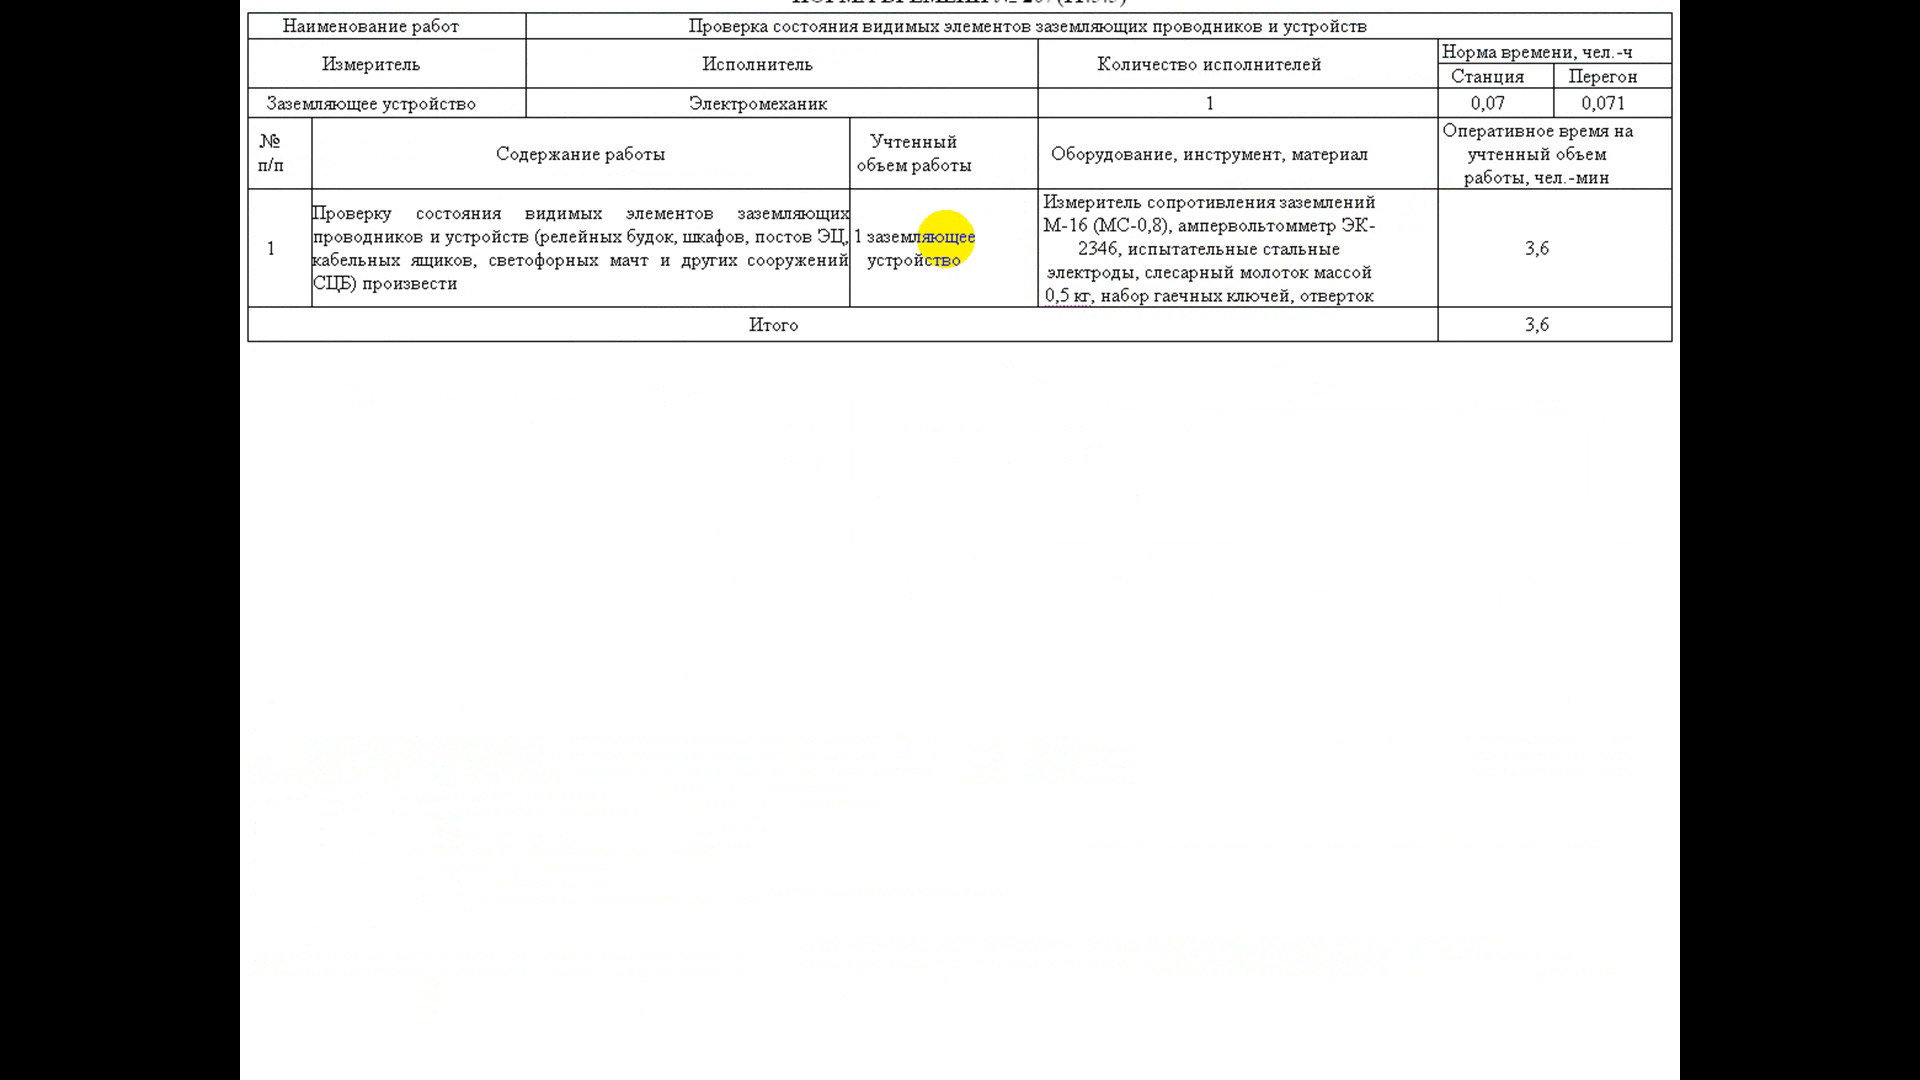 Наименование работ
Проверка состояния видимых элементов заземляющих проводников и устройств
Измеритель
Исполнитель
Количество исполнителей
Норма времени, чел.-ч
Станция
Перегон
Заземляющее устройство
Электромеханик
1
0,07
0,071
№
п/п
Содержание работы
Учтенный
объем работы
Оборудование, инструмент, материал
Оперативное время на
учтенный объем
работы, чел.-мин
1
Проверку состояния видимых элементов заземляющих
проводников и устройств (релейных будок, шкафов, постов ЭЦ,
кабельных ящиков, светофорных мачт и других сооружений
СЦБ) произвести
1 заземляющее
устройство
Измеритель сопротивления заземлений
М-16 (МС-0,8), ампервольтомметр ЭК-
2346, испытательные стальные
электроды, слесарный молоток массой
0,5 кг, набор гаечных ключей, отверток
3,6
Итого
3,6